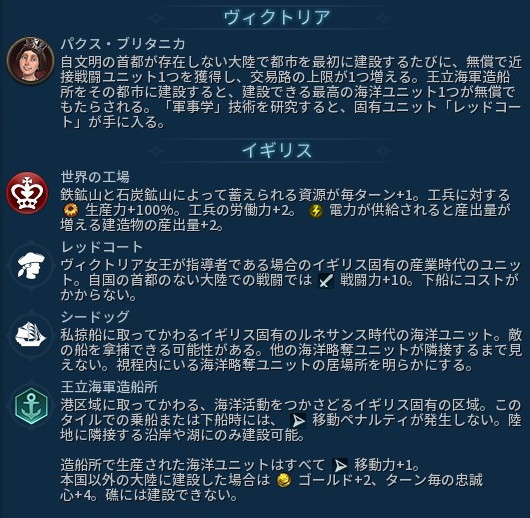 ヴィクトリア
パクス・ブリタニカ
自文明の首都が存在しない大陸で都市を最初に建設するたびに、無償で近
接戦闘ユニット1つを獲得し、交易路の上限が1つ増える。王立海軍造船
所をその都市に建設すると、建設できる最高の海洋ユニット1つが無償で
もたらされる。「軍事学」技術を研究すると、固有ユニット「レッドコー
ト」が手に入る。
イギリス
世界の工場
鉄鉱山と石炭鉱山によって蓄えられる資源が毎ターン+1。工兵に対する
生産力+100%。工兵の労働力+2。 電力が供給されると産出量が
増える建造物の産出量+2。
レッドコート
ヴィクトリア女王が指導者である場合のイギリス固有の産業時代のユニッ
ト。自国の首都のない大陸での戦闘では 戦闘力+10。下船にコストが
かからない。
シードッグ
私掠船に取ってかわるイギリス固有のルネサンス時代の海洋ユニット。敵
の船を拿捕できる可能性がある。他の海洋略奪ユニットが隣接するまで見
えない。視程内にいる海洋略奪ユニットの居場所を明らかにする。
王立海軍造船所
港区域に取ってかわる、海洋活動をつかさどるイギリス固有の区域。この
タイルでの乗船または下船時には、 移動ペナルティが発生しない。陸
地に隣接する沿岸や湖にのみ建設可能。
造船所で生産された海洋ユニットはすべて 移動力+1。
本国以外の大陸に建設した場合は ゴールド+2、ターン毎の忠誠
心+4。礁には建設できない。